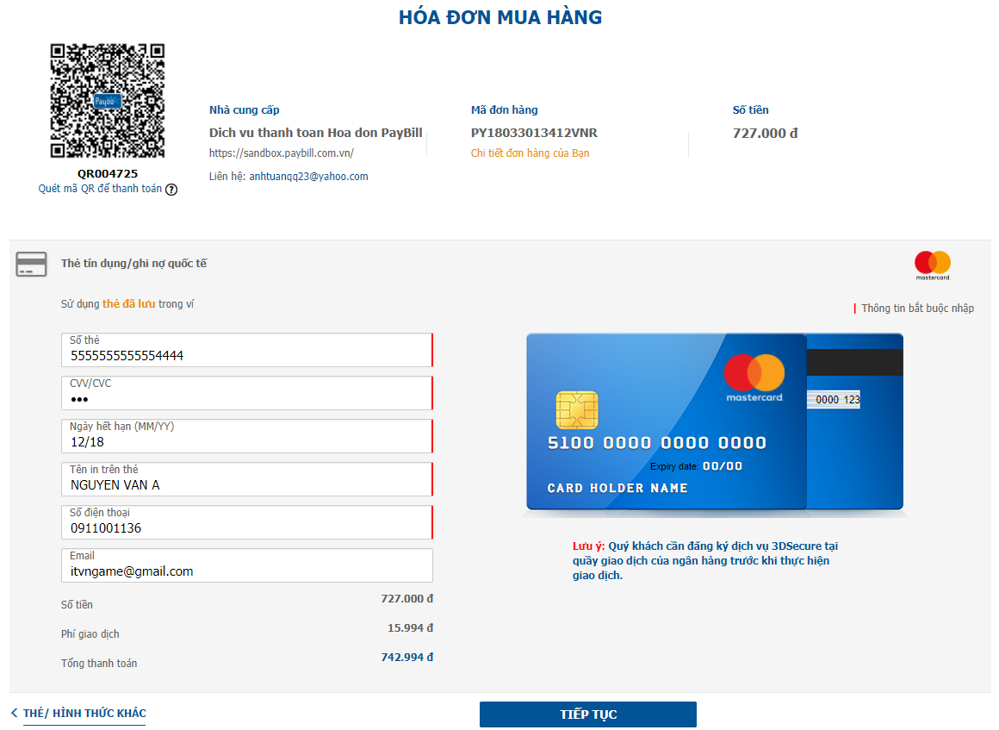 HÓA ĐƠN MUA HÀNG
Payoo
QR004725
Quét mã QR để thanh toán ?
Nhà cung cấp
Dich vu thanh toan Hoa don PayBill
https://sandbox.paybill.com.vn/
Liên hệ: anhtuanqq23@yahoo.com
Mã đơn hàng
PY18033013412VNR
Chi tiết đơn hàng của Bạn
Số tiền
727.000 đ
Thẻ tín dụng/ghi nợ quốc tế
mastercard.
Sử dụng thẻ đã lưu trong ví
Thông tin bắt buộc nhập
Số thẻ
5555555555554444
CVV/CVC
•••
Ngày hết hạn (MM/YY)
12/18
Tên in trên thẻ
NGUYEN VAN A
Số điện thoại
0911001136
Email
itvngame@gmail.com
Số tiền 727.000 đ
Phí giao dịch 15.994 đ
Tổng thanh toán 742.994 đ
mastercard.
0000 123
5100 0000 0000 0000
Expiry date: 00/00
CARD HOLDER NAME
Lưu ý: Quý khách cần đăng ký dịch vụ 3DSecure tại
quầy giao dịch của ngân hàng trước khi thực hiện
giao dịch.
THẺ/ HÌNH THỨC KHÁC
TIẾP TỤC